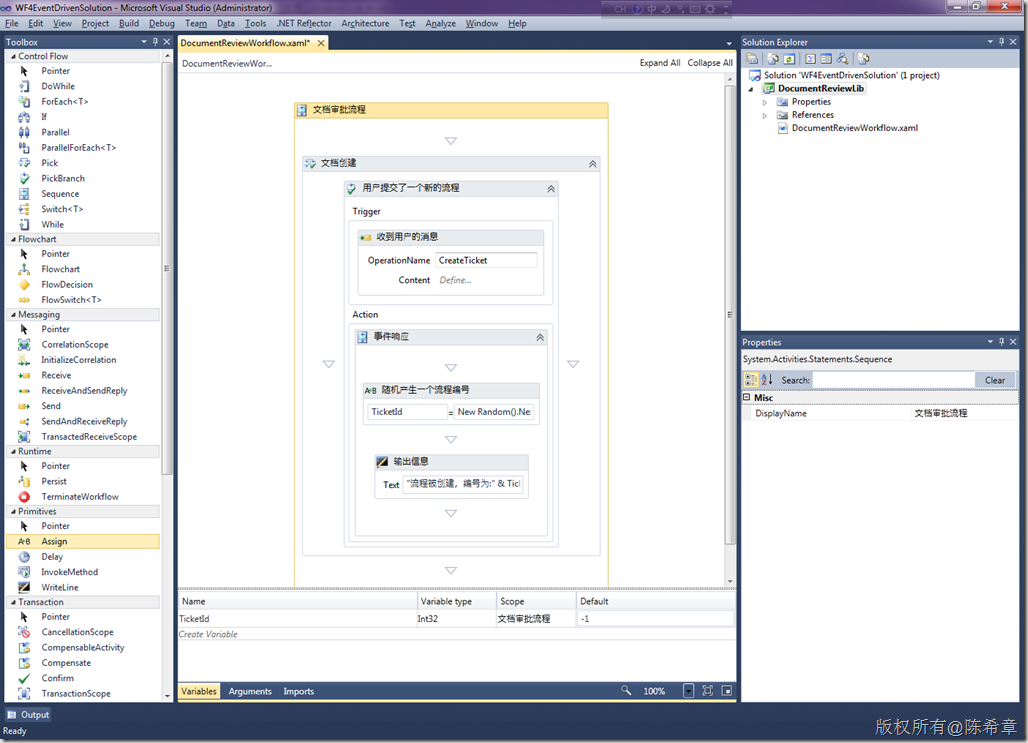 WF4EventDrivenSolution - Microsoft Visual Studio (Administrator)
CH
中
File Edit View Project Build Debug Team Data Tools .NET Reflector Architecture Test Analyze Window Help
Toolbox
Control Flow
Pointer
DoWhile
ForEach<T>
If
Parallel
ParallelForEach<T>
Pick
PickBranch
Sequence
Switch<T>
While
Flowchart
Pointer
Flowchart
FlowDecision
FlowSwitch<T>
Messaging
Pointer
CorrelationScope
InitializeCorrelation
Receive
ReceiveAndSendReply
Send
SendAndReceiveReply
TransactedReceiveScope
Runtime
Pointer
Persist
TerminateWorkflow
Primitives
Pointer
A+B Assign
Delay
InvokeMethod
WriteLine
Transaction
Pointer
CancellationScope
CompensableActivity
Compensate
Confirm
TransactionScope
DocumentReviewWorkflow.xaml*
DocumentReviewWor...
Expand All Collapse All
文档审批流程
文档创建
用户提交了一个新的流程
Trigger
收到用户的消息
OperationName CreateTicket
Content Define...
Action
事件响应
A+B 随机产生一个流程编号
TicketId = New Random().Ne
输出信息
Text "流程被创建，编号为:" & Ticl
Name Variable type Scope Default
TicketId Int32 文档审批流程 -1
Create Variable
Variables Arguments Imports 100%
Solution Explorer
Solution 'WF4EventDrivenSolution' (1 project)
DocumentReviewLib
Properties
References
DocumentReviewWorkflow.xaml
Properties
System.Activities.Statements.Sequence
Search: Clear
Misc
DisplayName 文档审批流程
Output
Ready
版权所有@陈希章